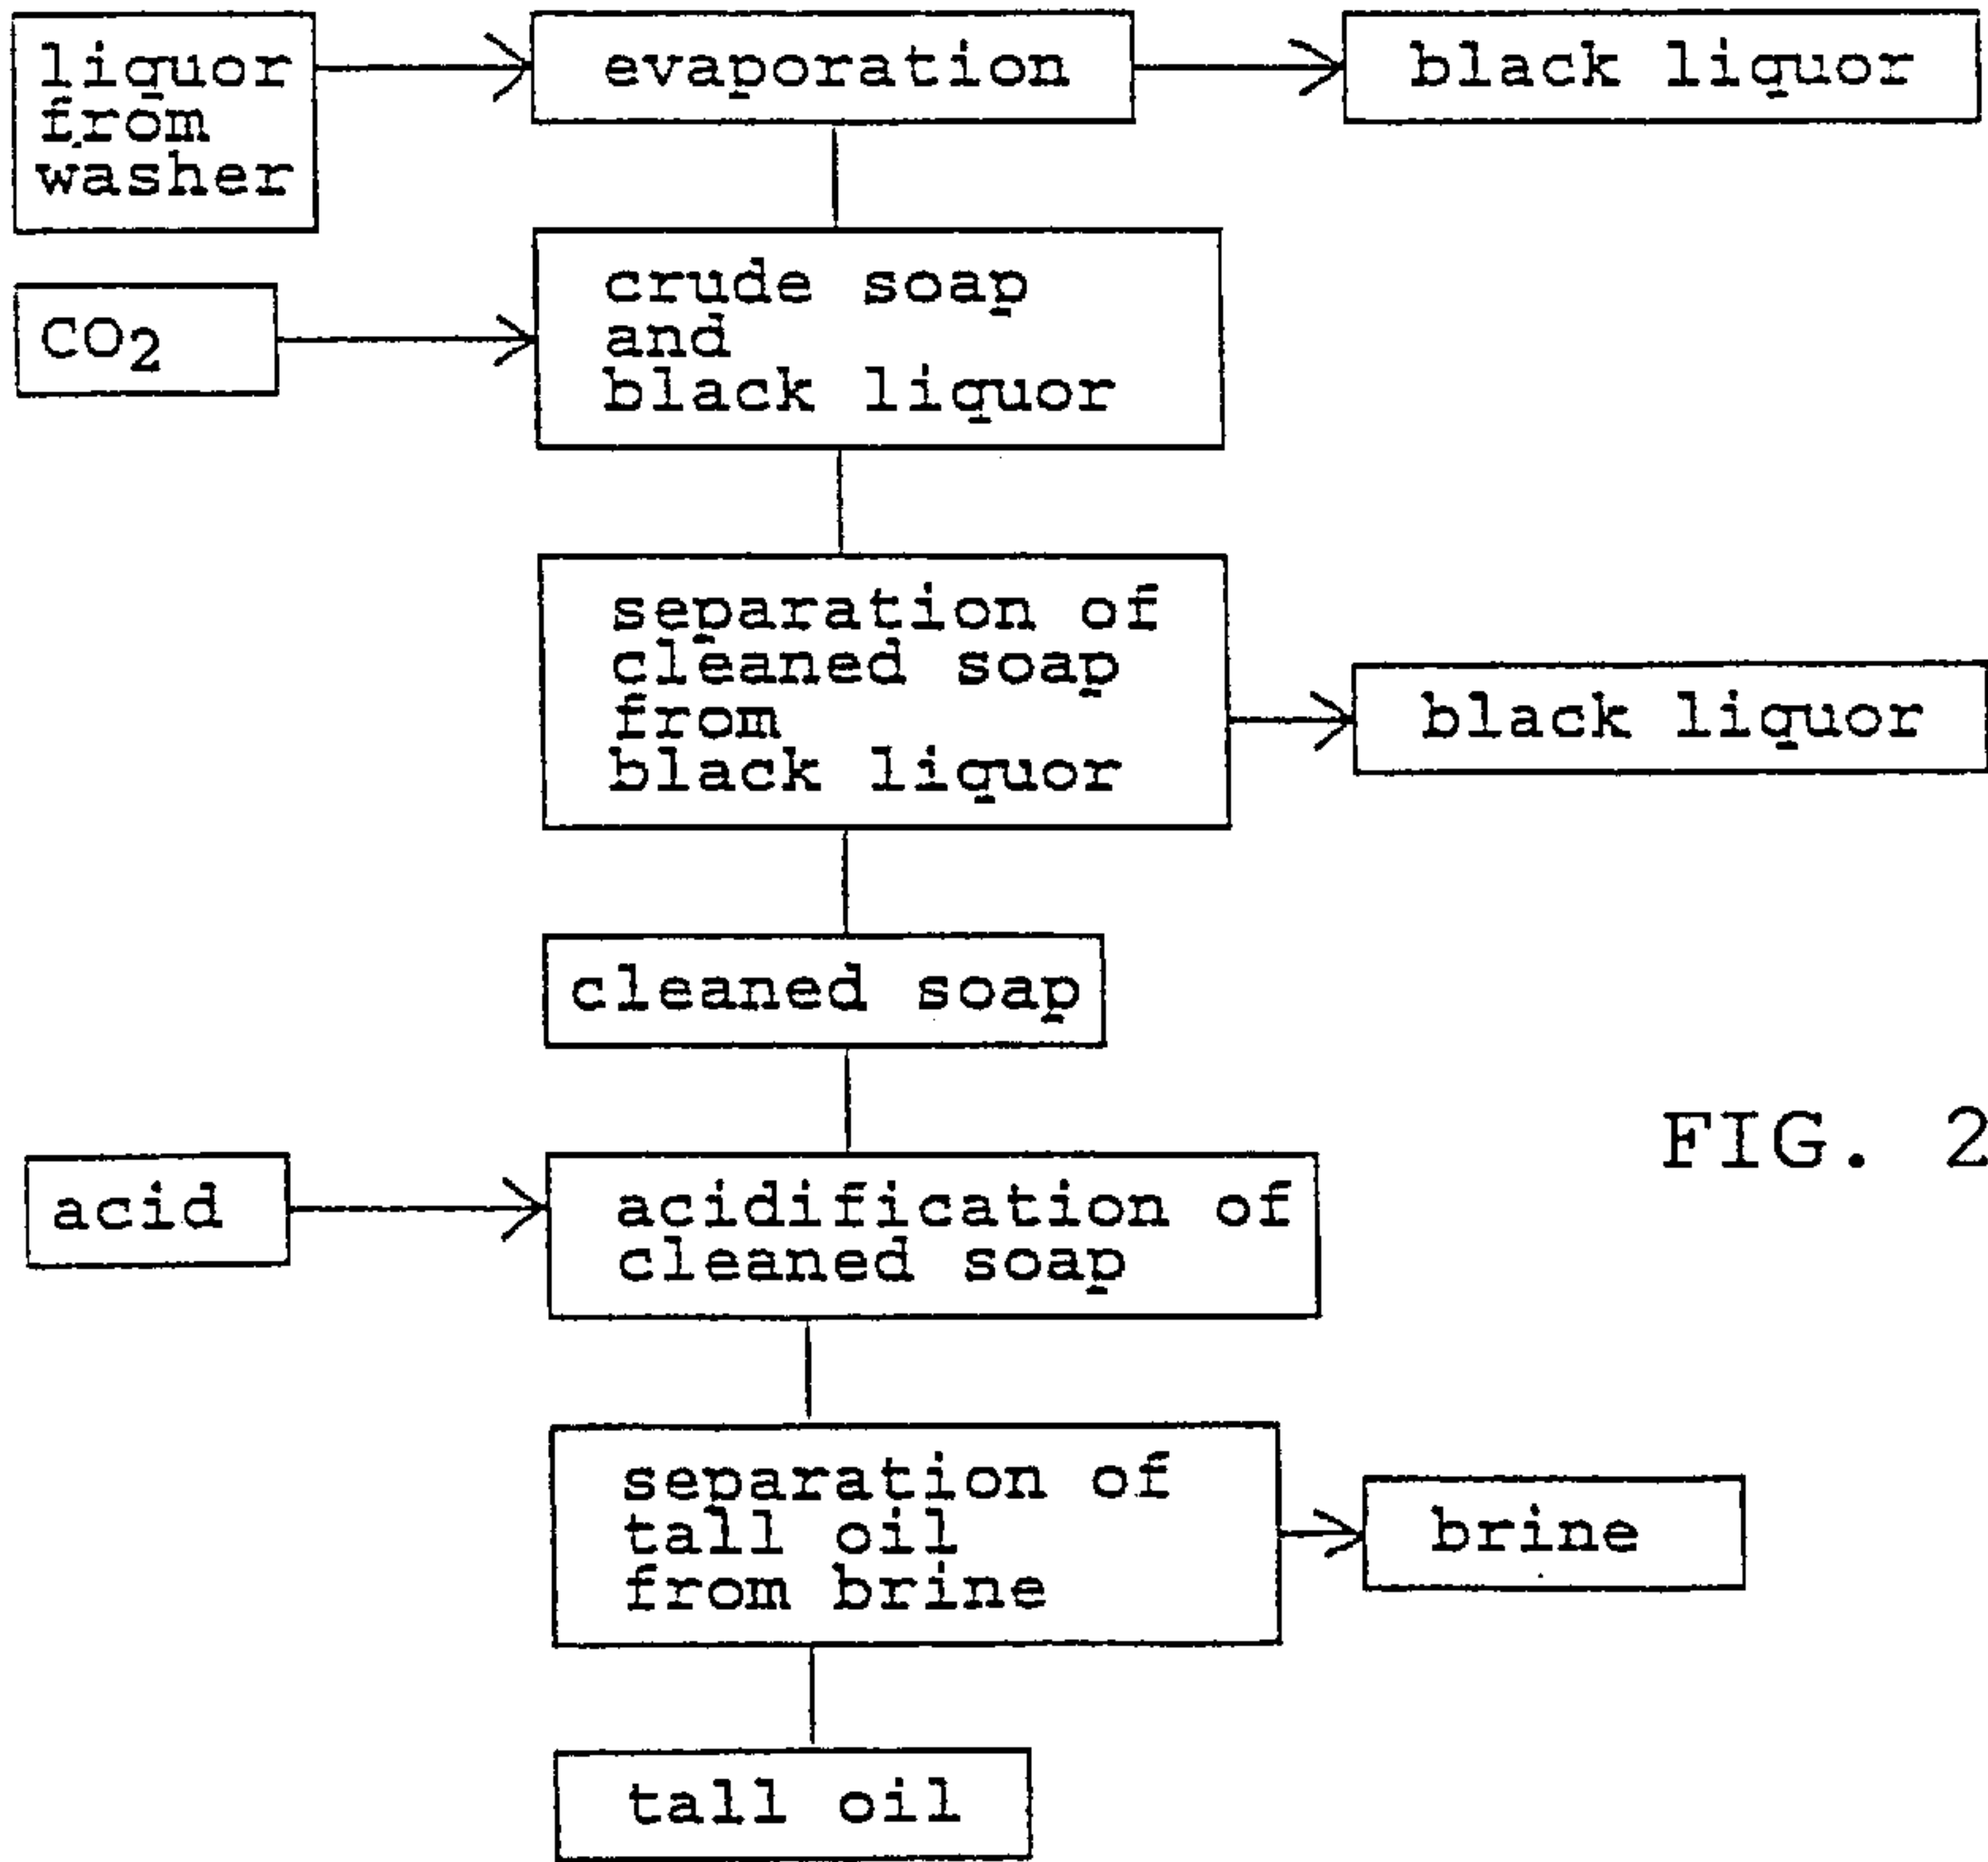 liquor
from
washer
evaporation
black liquor
CO2
crude soap
and
black liquor
separation of
cleaned soap
from
black liquor
black liquor
cleaned soap
FIG. 2
acid
acidification of
cleaned soap
separation of
tall oil
from brine
brine
tall oil